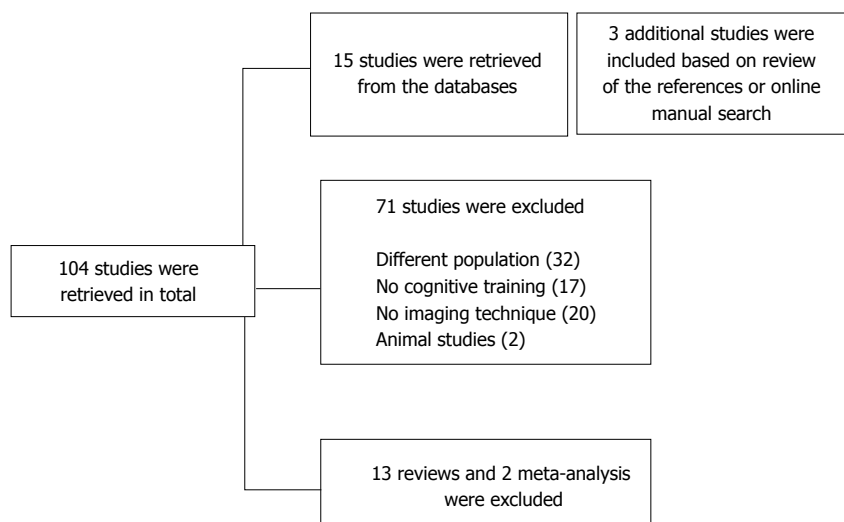 15 studies were retrieved
from the databases
3 additional studies were
included based on review
of the references or online
manual search
71 studies were excluded
Different population (32)
No cognitive training (17)
No imaging technique (20)
Animal studies (2)
104 studies were
retrieved in total
13 reviews and 2 meta-analysis
were excluded